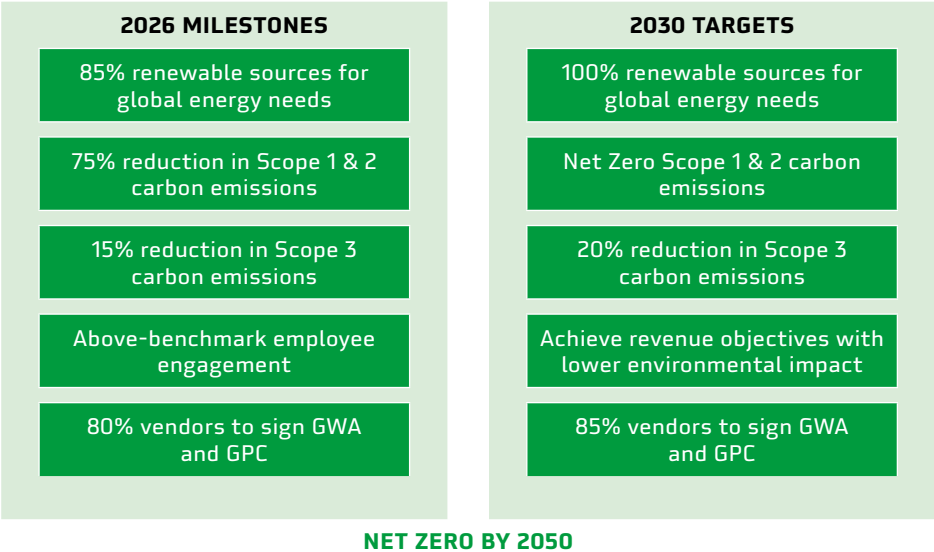 2026 MILESTONES
85% renewable sources for
global energy needs
75% reduction in Scope 1 & 2
carbon emissions
15% reduction in Scope 3
carbon emissions
Above-benchmark employee
engagement
80% vendors to sign GWA
and GPC
2030 TARGETS
100% renewable sources for
global energy needs
Net Zero Scope 1 & 2 carbon
emissions
20% reduction in Scope 3
carbon emissions
Achieve revenue objectives with
lower environmental impact
85% vendors to sign GWA
and GPC
NET ZERO BY 2050